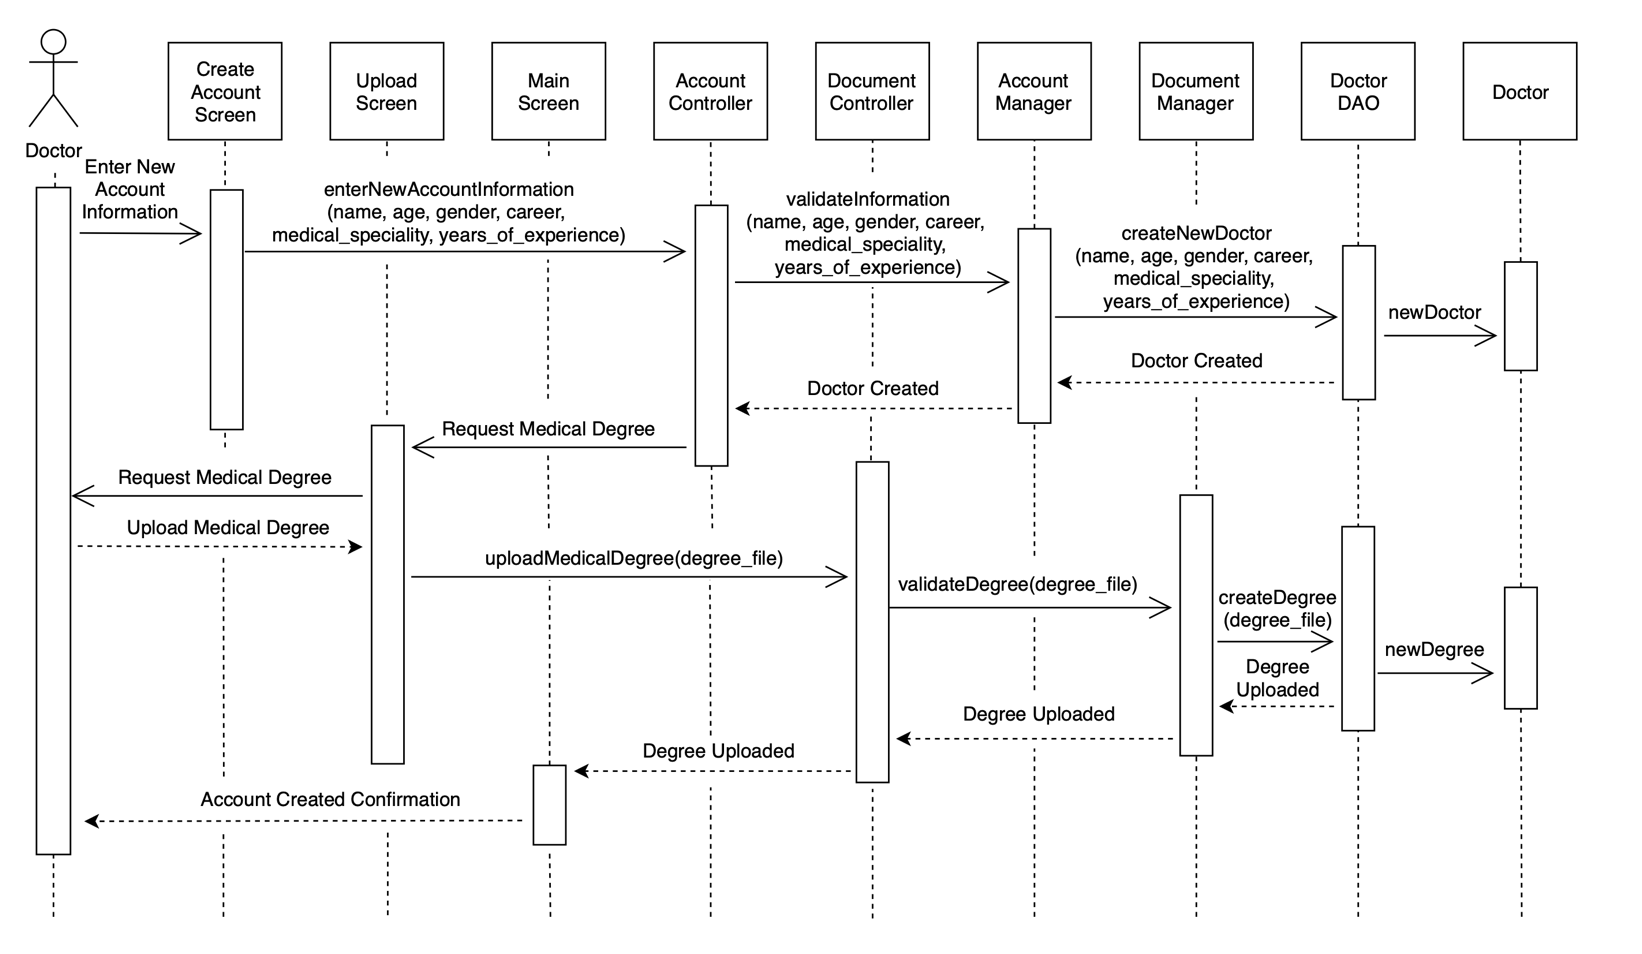 Create
Account
Screen
Upload
Screen
Main
Screen
Account
Controller
Document
Controller
Account
Manager
Document
Manager
Doctor
DAO
Doctor
Doctor
Enter New
Account
Information
enterNewAccountInformation
(name, age, gender, career,
medical_speciality, years_of_experience)
validateInformation
(name, age, gender, career,
medical_speciality,
years_of_experience)
createNewDoctor
(name, age, gender, career,
medical_speciality,
years_of_experience)
newDoctor
Doctor Created
Doctor Created
Request Medical Degree
Request Medical Degree
Upload Medical Degree
uploadMedicalDegree(degree_file)
validateDegree(degree_file)
createDegree
(degree_file)
newDegree
Degree
Uploaded
Degree Uploaded
Degree Uploaded
Account Created Confirmation